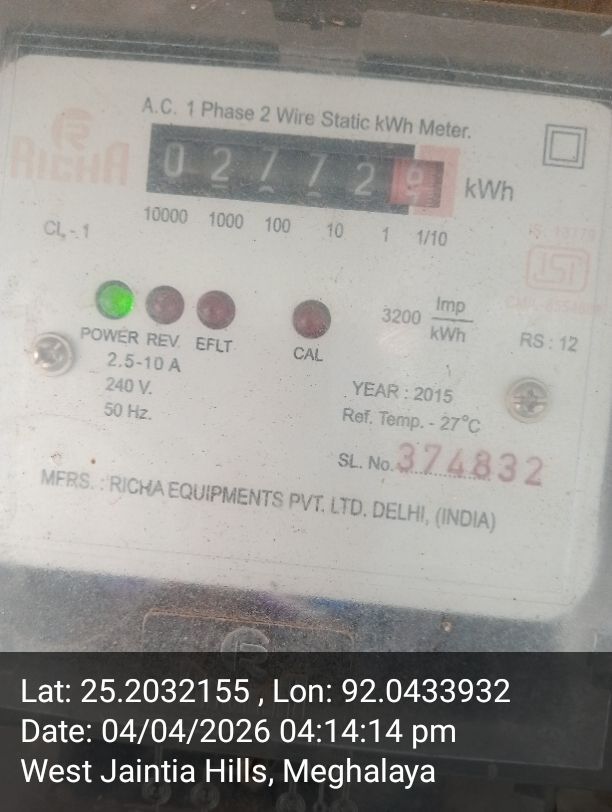 A.C. 1 Phase 2 Wire Static kWh Meter.
RICHA
0 2 7 7 2 9 kWh
10000 1000 100 10 1 1/10
CL - 1
ISI
POWER REV. EFLT CAL
3200 Imp/kWh
RS : 12
2.5-10 A
240 V.
50 Hz.
YEAR : 2015
Ref. Temp. - 27°C
SL. No. 374832
MFRS. : RICHA EQUIPMENTS PVT. LTD. DELHI, (INDIA)
Lat: 25.2032155 , Lon: 92.0433932
Date: 04/04/2026 04:14:14 pm
West Jaintia Hills, Meghalaya